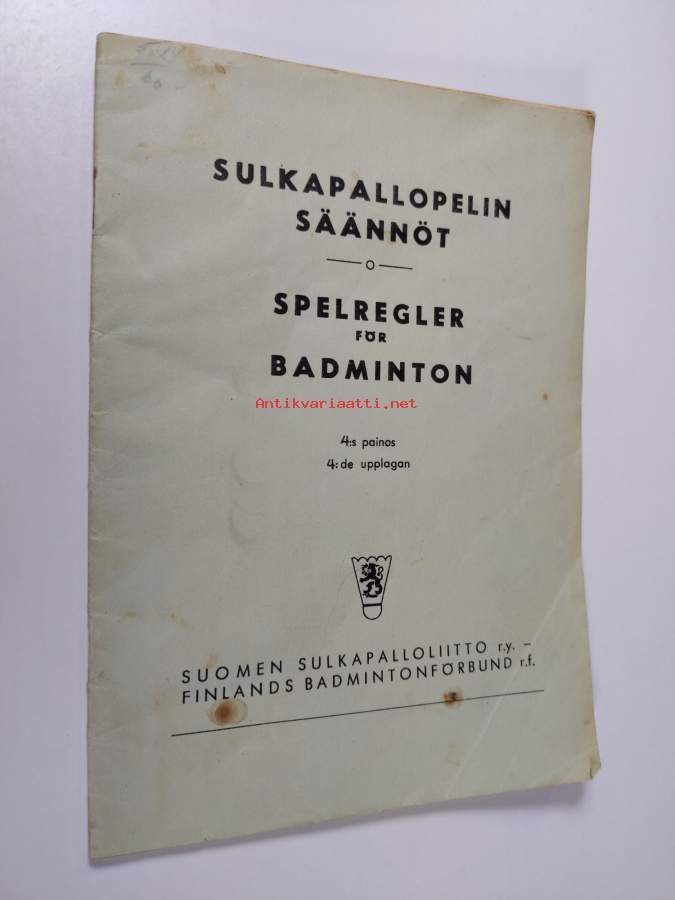 SULKAPALLOPELIN
SÄÄNNÖT
SPELREGLER
FÖR
BADMINTON
Antikvariaatti.net
4:s painos
4:de upplagan
SUOMEN SULKAPALLOLIITTO r.y. –
FINLANDS BADMINTONFÖRBUND r.f.